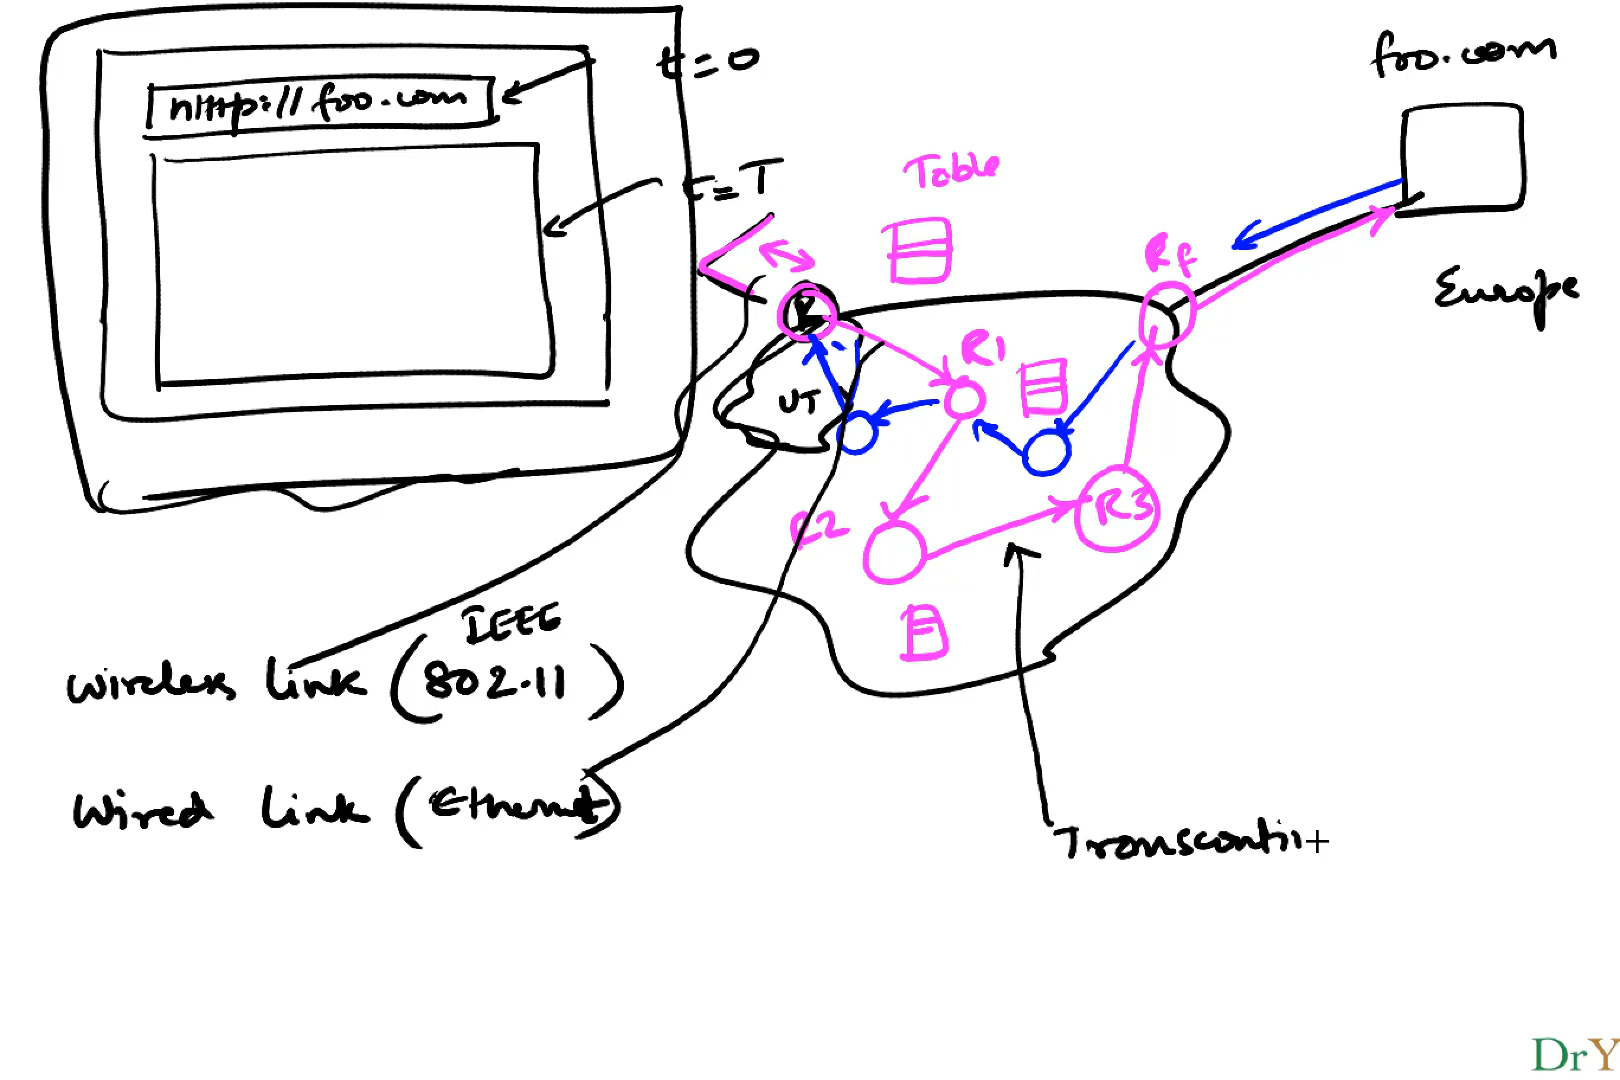 t=0
foo.com
http://foo.com
t=T
Table
Rf
Europe
R
R1
UT
R3
R2
IEEE
wireless link (802.11)
Wired link (Ethernet)
Transconti
DrY